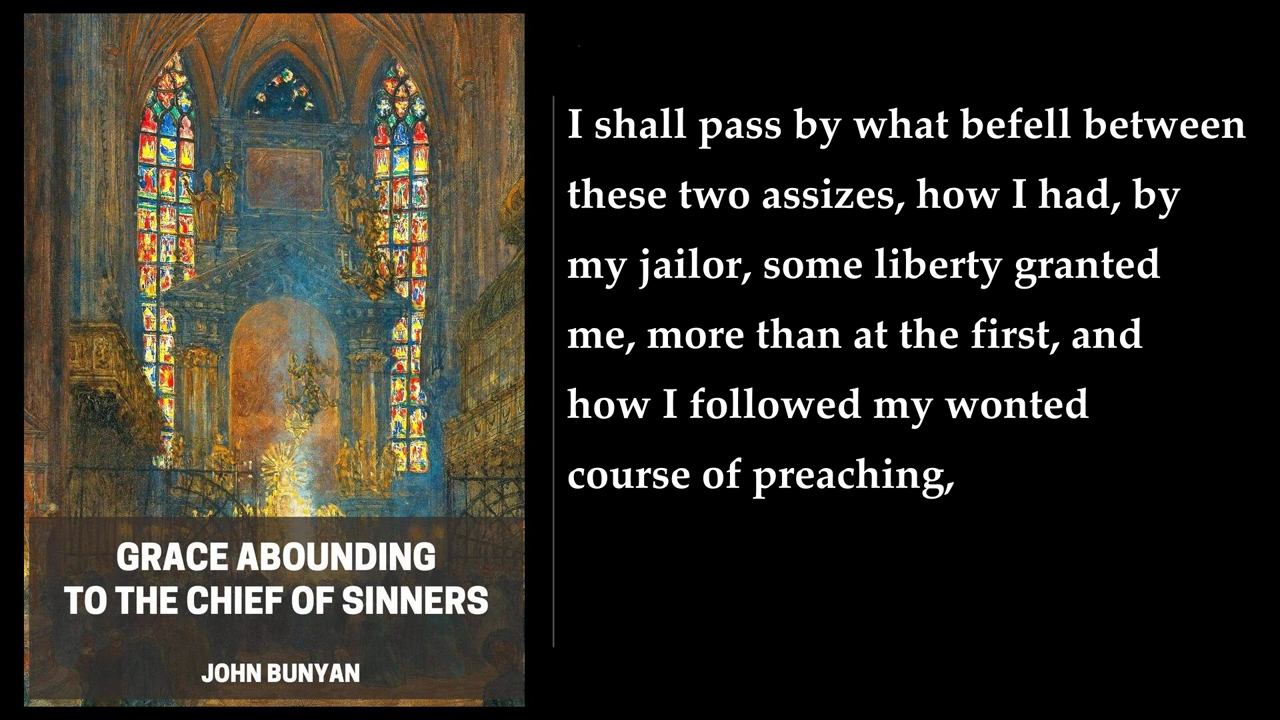 GRACE ABOUNDING
TO THE CHIEF OF SINNERS
JOHN BUNYAN
I shall pass by what befell between
these two assizes, how I had, by
my jailor, some liberty granted
me, more than at the first, and
how I followed my wonted
course of preaching,